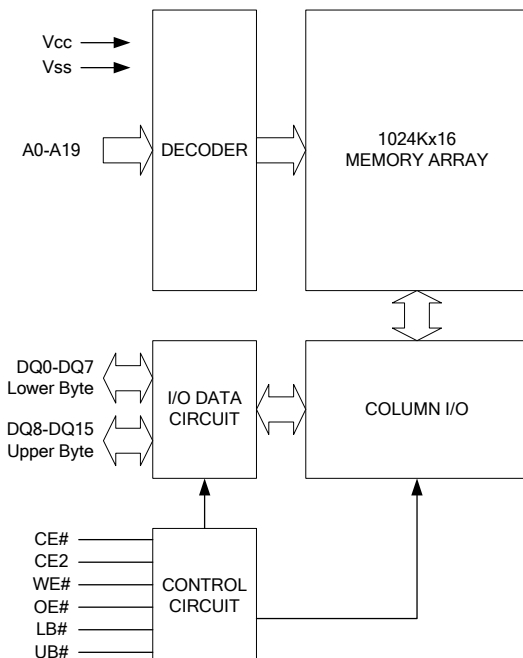 Vcc
Vss
A0-A19
DECODER
1024Kx16
MEMORY ARRAY
DQ0-DQ7
Lower Byte
DQ8-DQ15
Upper Byte
I/O DATA
CIRCUIT
COLUMN I/O
CE#
CE2
WE#
OE#
LB#
UB#
CONTROL
CIRCUIT